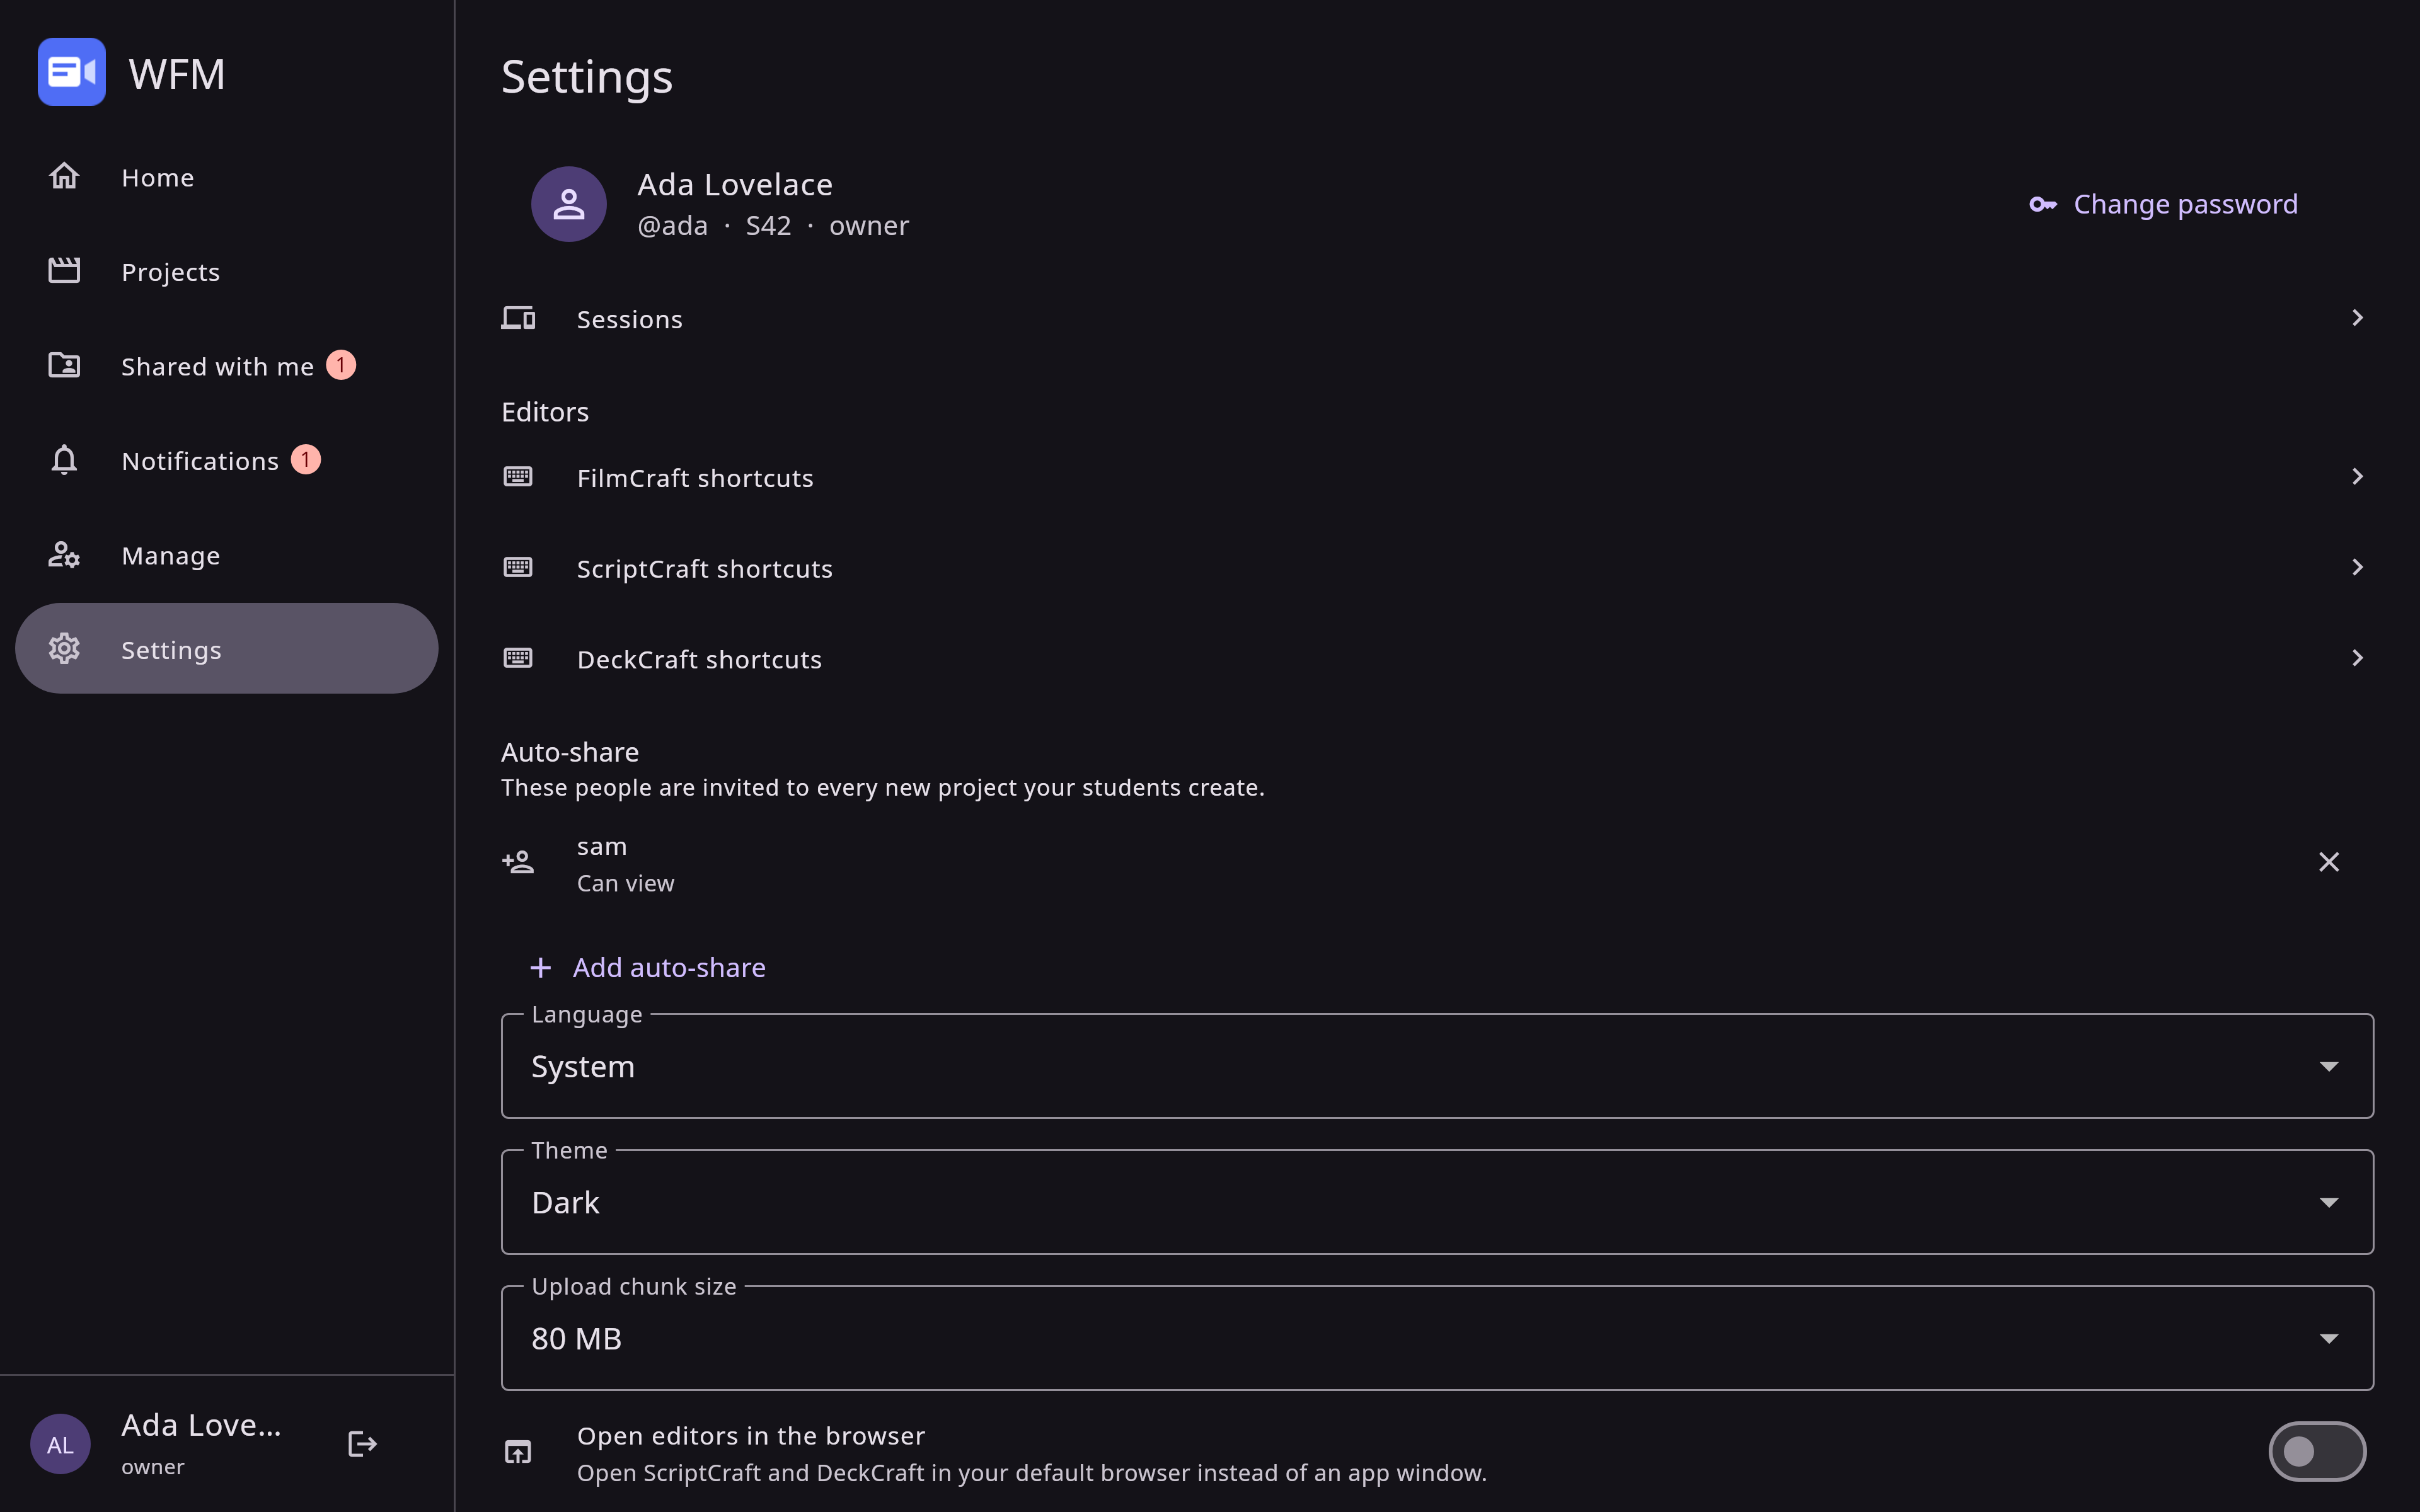 WFM
Home
Projects
Shared with me 1
Notifications 1
Manage
Settings
Ada Love...
owner
AL
Settings
Ada Lovelace
@ada · S42 · owner
Change password
Sessions
Editors
FilmCraft shortcuts
ScriptCraft shortcuts
DeckCraft shortcuts
Auto-share
These people are invited to every new project your students create.
sam
Can view
Add auto-share
Language
System
Theme
Dark
Upload chunk size
80 MB
Open editors in the browser
Open ScriptCraft and DeckCraft in your default browser instead of an app window.